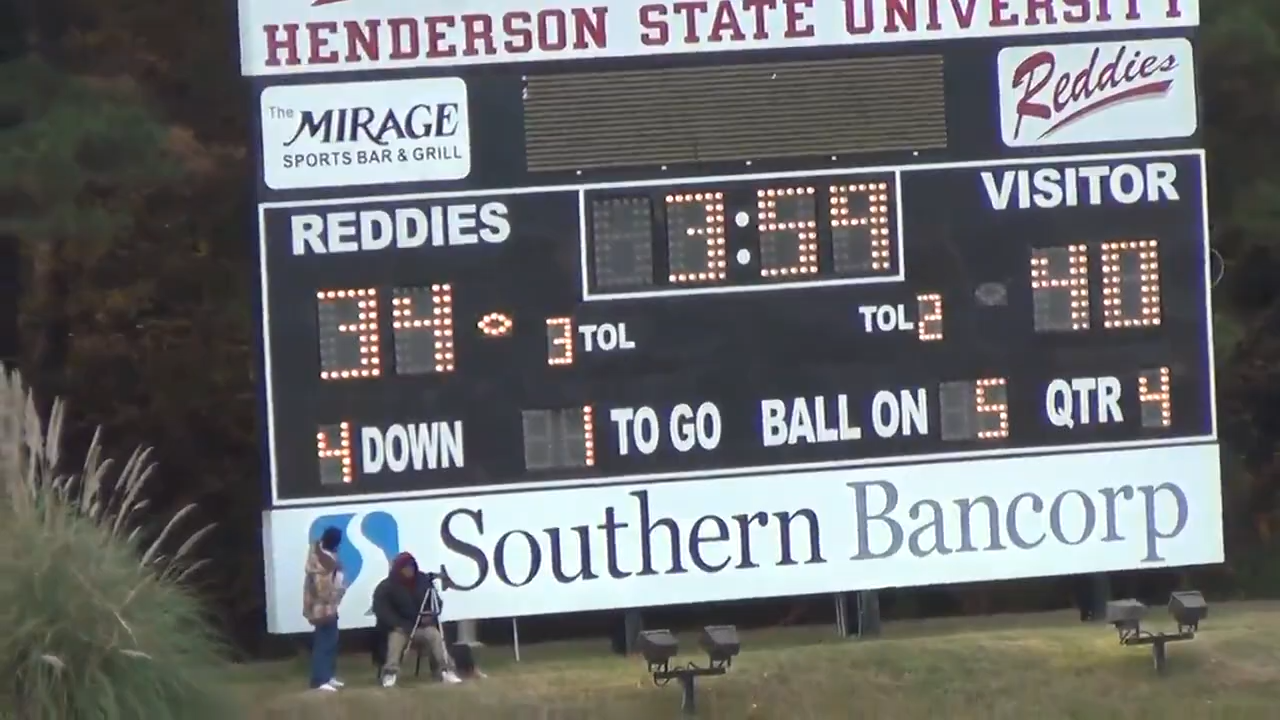 HENDERSON STATE UNIVERSITY
The
MIRAGE
SPORTS BAR & GRILL
Reddies
REDDIES
3:59
VISITOR
34
3 TOL
TOL 2
40
4 DOWN
1 TO GO
BALL ON 5
QTR 4
Southern Bancorp